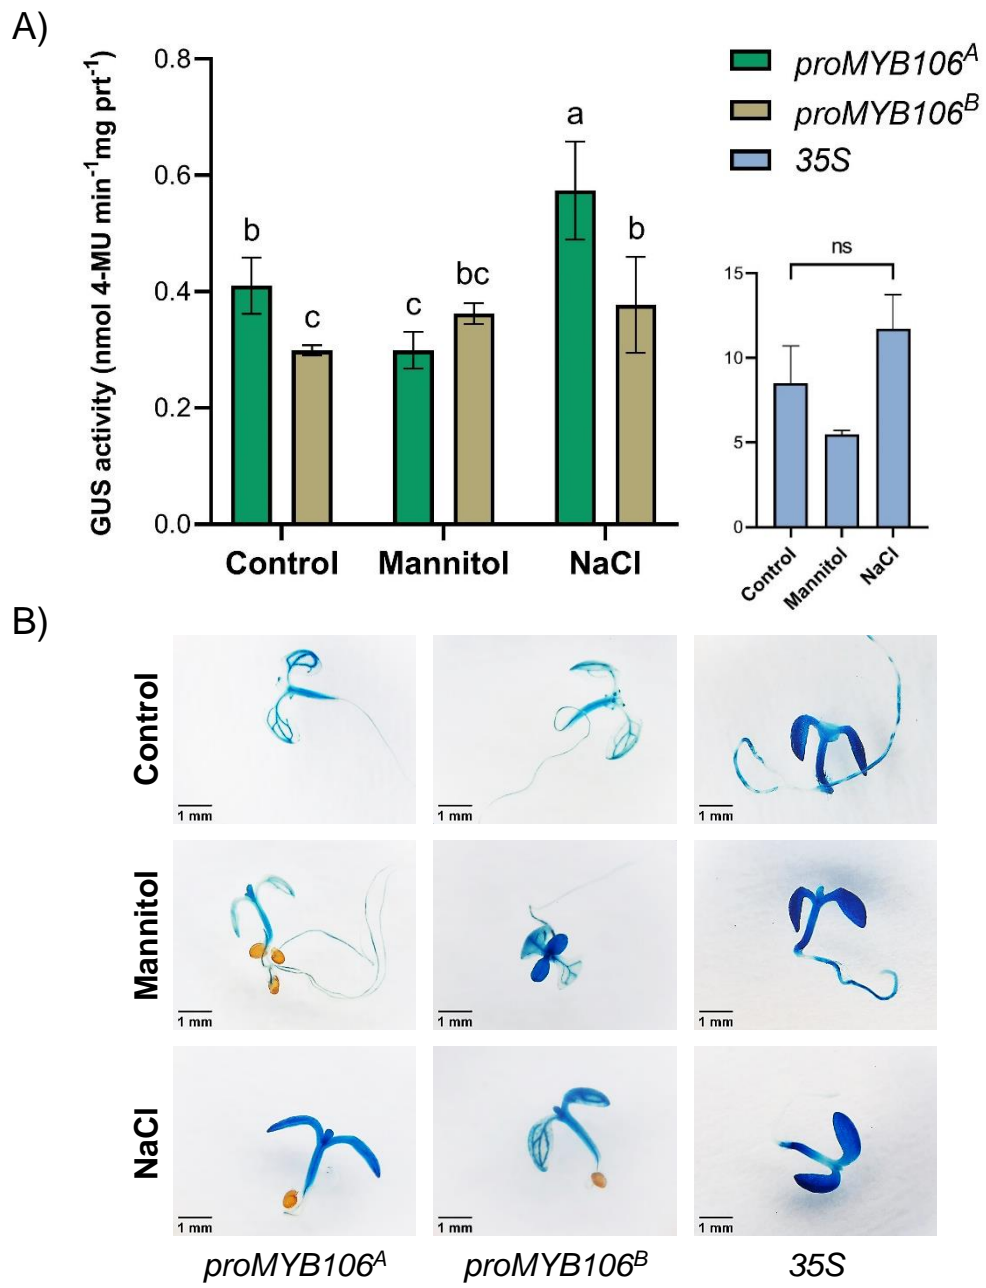 A)
GUS activity (nmol 4-MU min⁻¹mg prt⁻¹)
0.8
0.6
0.4
0.2
0.0
b
c
c
bc
a
b
Control
Mannitol
NaCl
proMYB106ᴬ
proMYB106ᴮ
35S
ns
15
10
5
0
Control
Mannitol
NaCl
B)
Control
1 mm
1 mm
1 mm
Mannitol
1 mm
1 mm
1 mm
NaCl
1 mm
1 mm
1 mm
proMYB106ᴬ
proMYB106ᴮ
35S